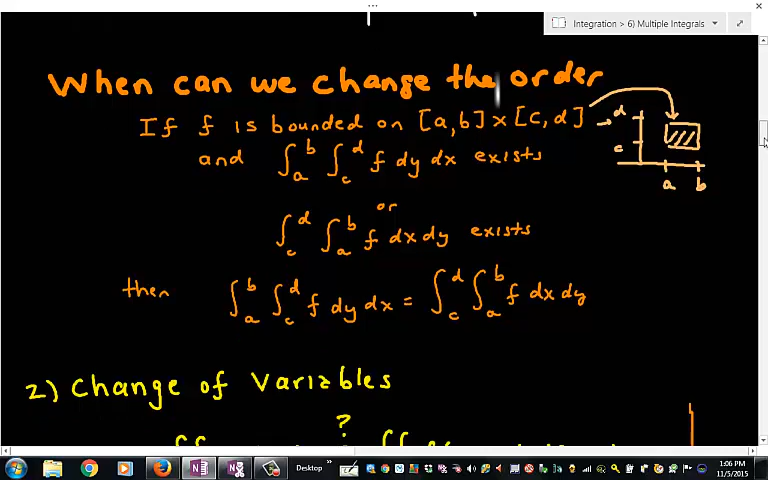 Integration > 6) Multiple Integrals
When can we change the order
If f is bounded on [a,b] x [c,d]
and ∫_a^b ∫_c^d f dy dx exists
or
∫_c^d ∫_a^b f dx dy exists
then ∫_a^b ∫_c^d f dy dx = ∫_c^d ∫_a^b f dx dy
d
c
a b
2) Change of Variables
?
Desktop
1:06 PM
11/5/2015